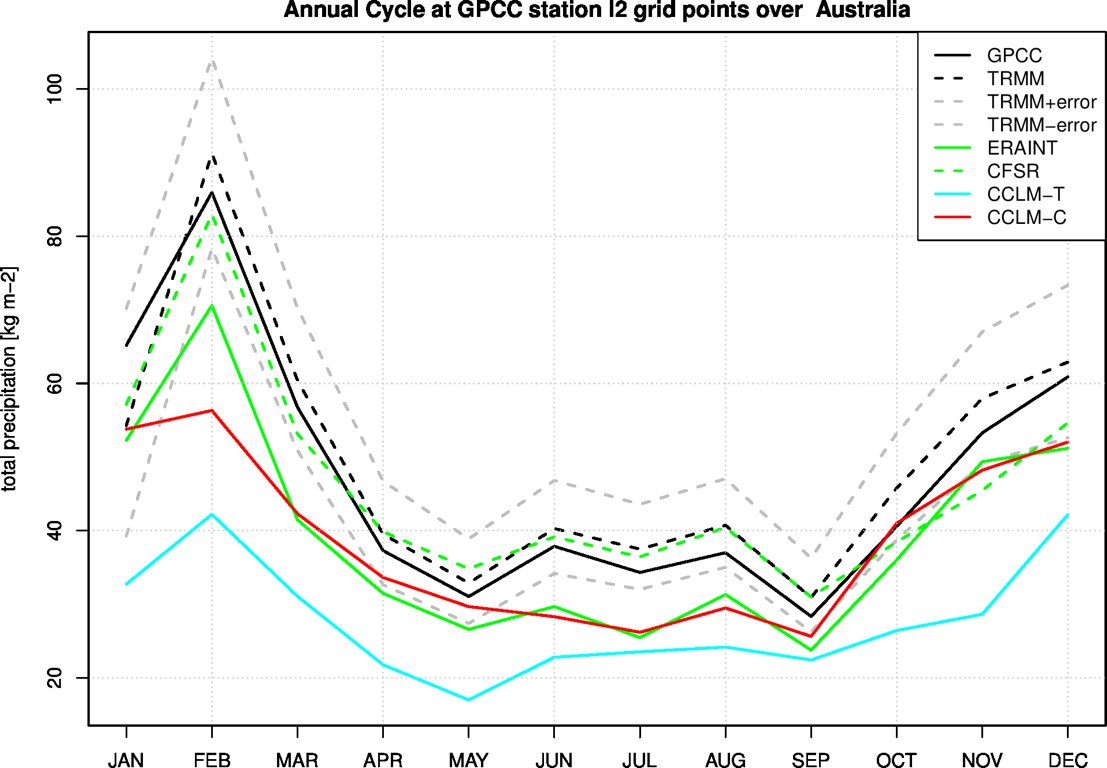 Annual Cycle at GPCC station I2 grid points over Australia
total precipitation [kg m−2]
100
80
60
40
20
GPCC
TRMM
TRMM+error
TRMM−error
ERAINT
CFSR
CCLM−T
CCLM−C
JAN FEB MAR APR MAY JUN JUL AUG SEP OCT NOV DEC